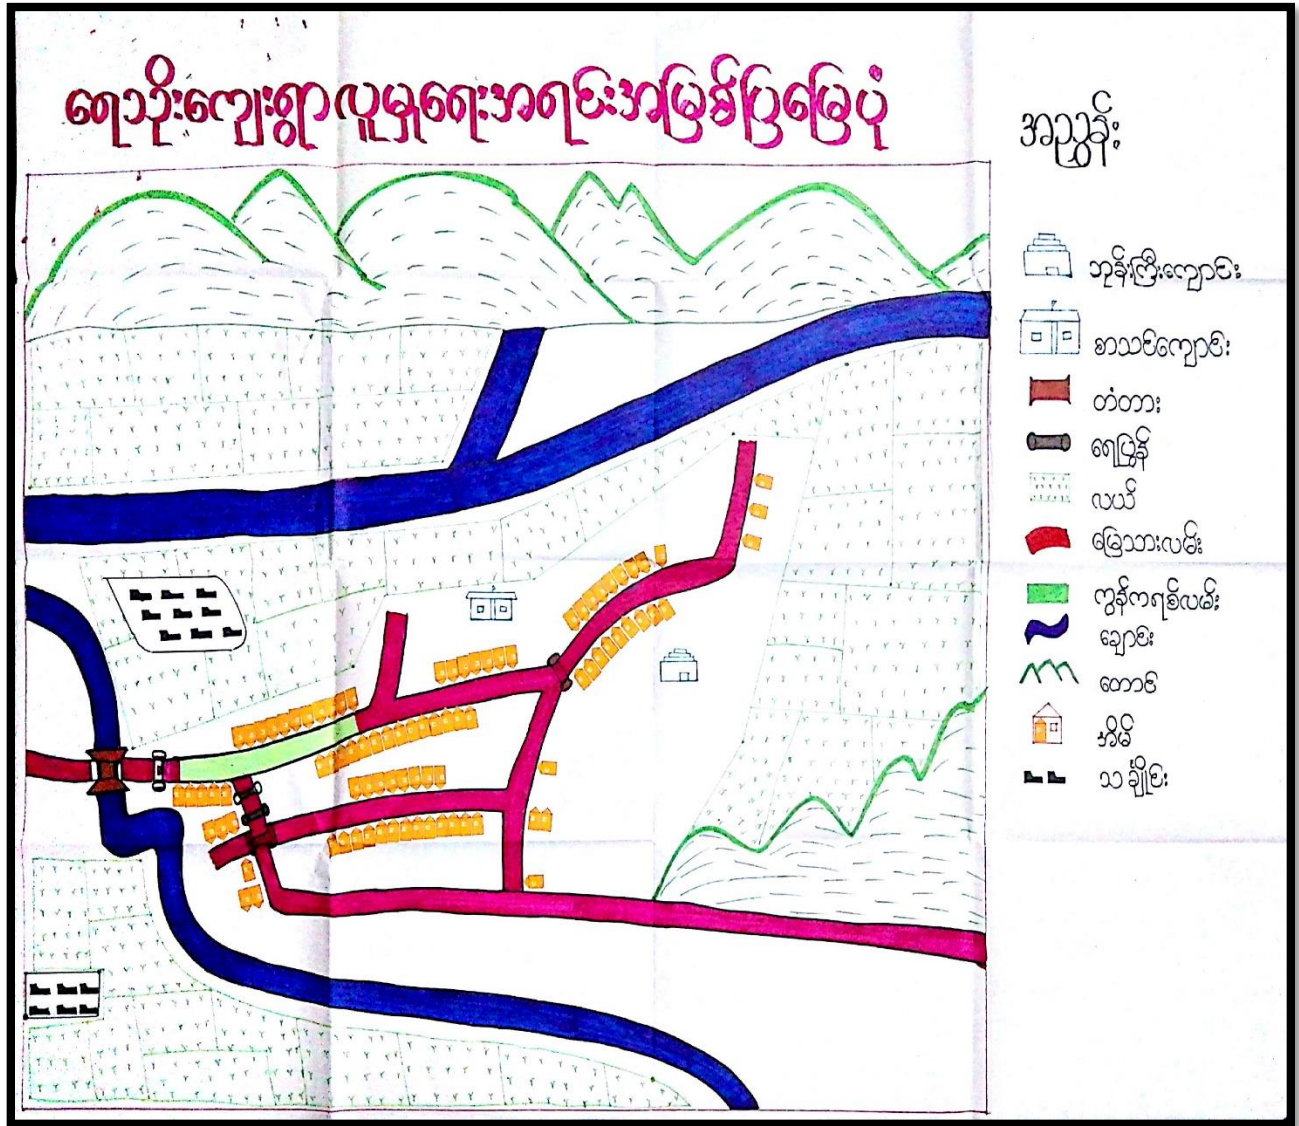 ရေသိုးကျေးရွာလူမှုရေးအရင်းအမြစ်ပြမြေပုံ
အညွှန်း
ဘုန်းကြီးကျောင်း
စာသင်ကျောင်း
တံတား
ရေပြွန်
လယ်
မြေသားလမ်း
ကွန်ကရစ်လမ်း
ချောင်း
တောင်
အိမ်
သင်္ချိုင်း